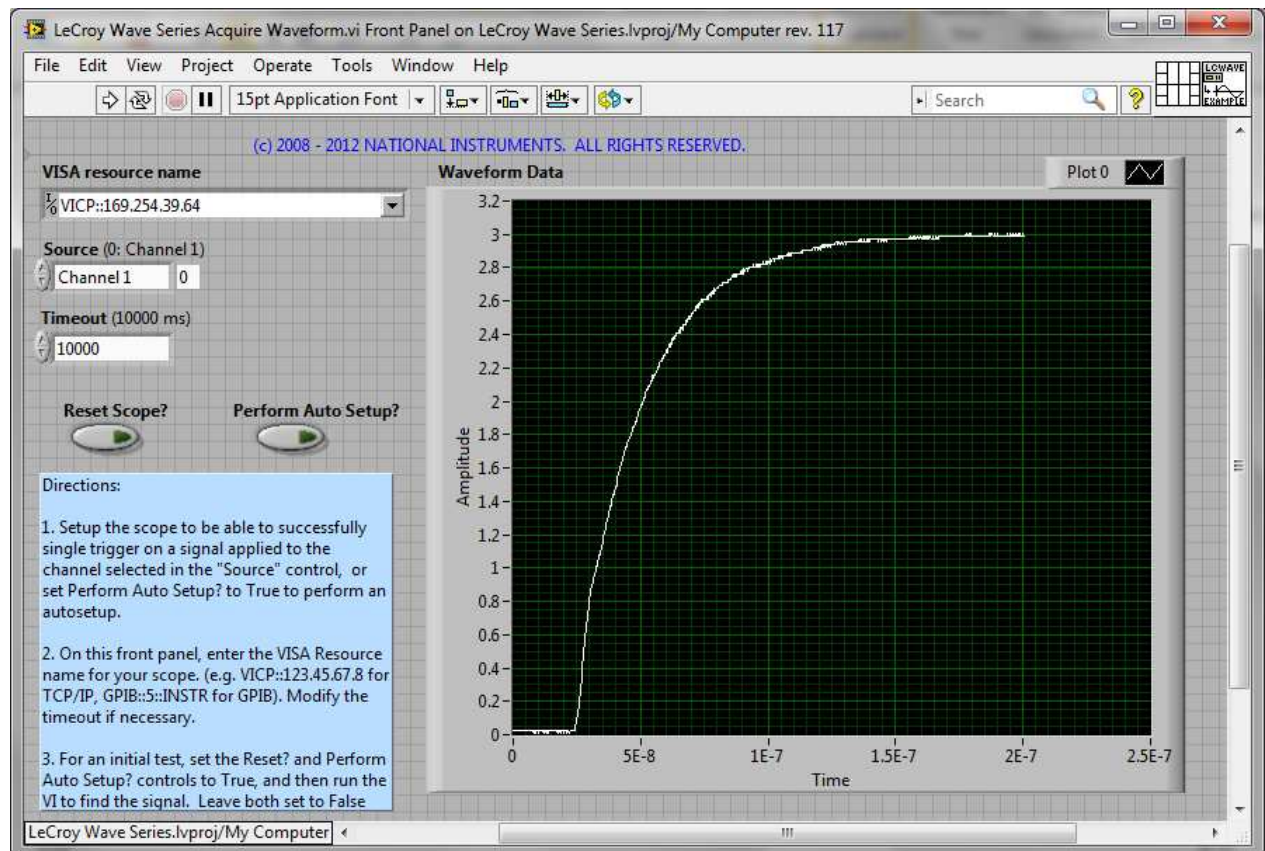 LeCroy Wave Series Acquire Waveform.vi Front Panel on LeCroy Wave Series.lvproj/My Computer rev. 117
File Edit View Project Operate Tools Window Help
15pt Application Font
Search
LCWAVE
EXAMPLE
(c) 2008 - 2012 NATIONAL INSTRUMENTS. ALL RIGHTS RESERVED.
VISA resource name
VICP::169.254.39.64
Source (0: Channel 1)
Channel 1 0
Timeout (10000 ms)
10000
Reset Scope? Perform Auto Setup?
Directions:
1. Setup the scope to be able to successfully
single trigger on a signal applied to the
channel selected in the "Source" control, or
set Perform Auto Setup? to True to perform an
autosetup.
2. On this front panel, enter the VISA Resource
name for your scope. (e.g. VICP::123.45.67.8 for
TCP/IP, GPIB::5::INSTR for GPIB). Modify the
timeout if necessary.
3. For an initial test, set the Reset? and Perform
Auto Setup? controls to True, and then run the
VI to find the signal. Leave both set to False
Waveform Data
Plot 0
3.2
3
2.8
2.6
2.4
2.2
2
1.8
1.6
1.4
1.2
1
0.8
0.6
0.4
0.2
0
Amplitude
0 5E-8 1E-7 1.5E-7 2E-7 2.5E-7
Time
LeCroy Wave Series.lvproj/My Computer